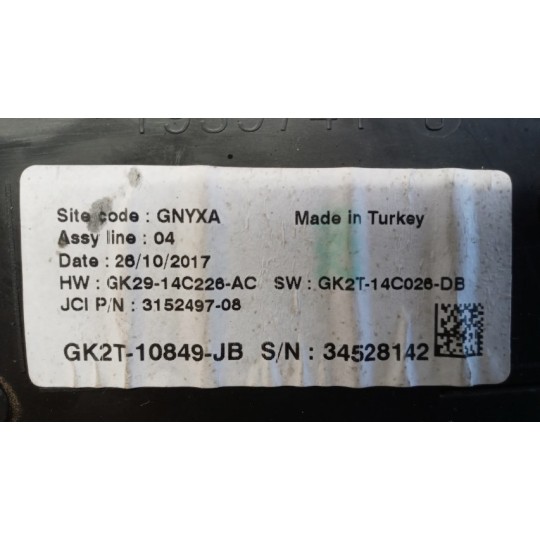 Site code : GNYXA Made in Turkey
Assy line : 04
Date : 26/10/2017
HW : GK29-14C226-AC SW : GK2T-14C026-DB
JCI P/N : 3152497-08
GK2T-10849-JB S/N : 34528142